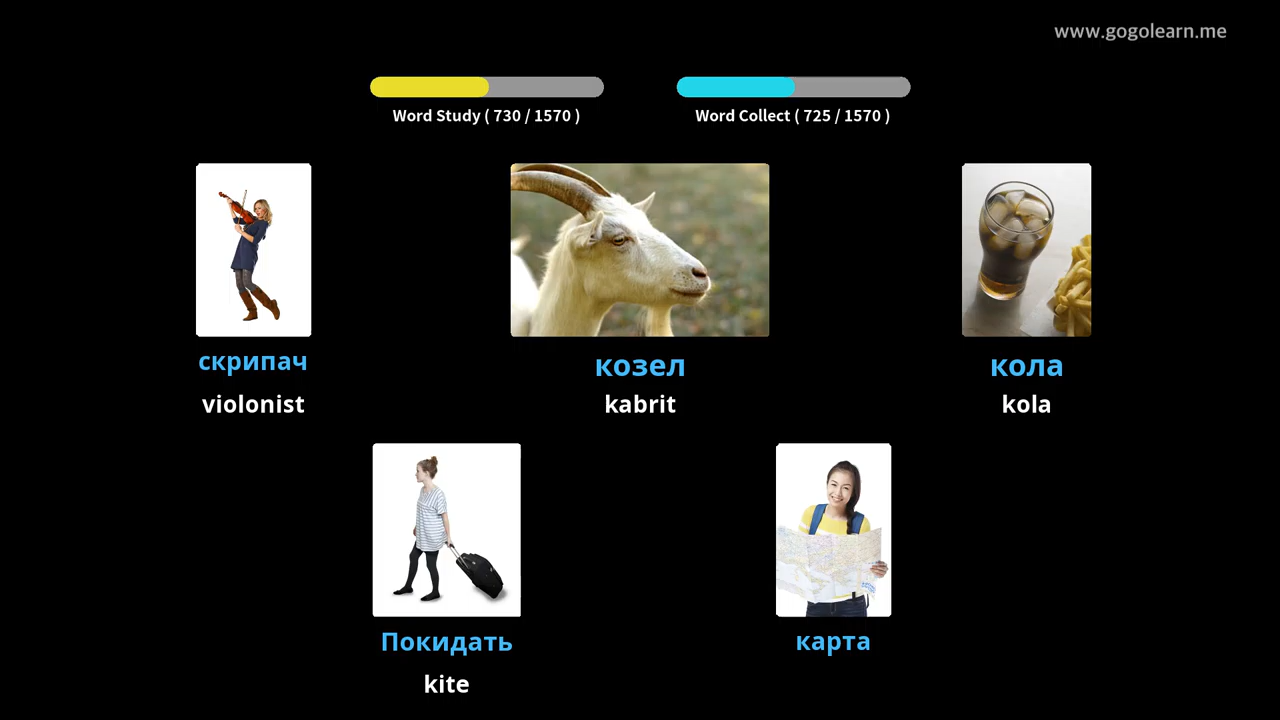 www.gogolearn.me
Word Study ( 730 / 1570 )
Word Collect ( 725 / 1570 )
скрипач
violonist
козел
kabrit
кола
kola
Покидать
kite
карта